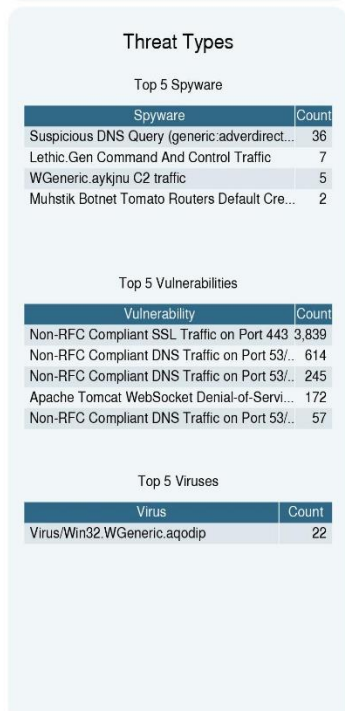 Threat Types
Top 5 Spyware
Spyware Count
Suspicious DNS Query (generic:adverdirect... 36
Lethic.Gen Command And Control Traffic 7
WGeneric.aykjnu C2 traffic 5
Muhstik Botnet Tomato Routers Default Cre... 2
Top 5 Vulnerabilities
Vulnerability Count
Non-RFC Compliant SSL Traffic on Port 443 3,839
Non-RFC Compliant DNS Traffic on Port 53/.. 614
Non-RFC Compliant DNS Traffic on Port 53/.. 245
Apache Tomcat WebSocket Denial-of-Servi... 172
Non-RFC Compliant DNS Traffic on Port 53/.. 57
Top 5 Viruses
Virus Count
Virus/Win32.WGeneric.aqodip 22